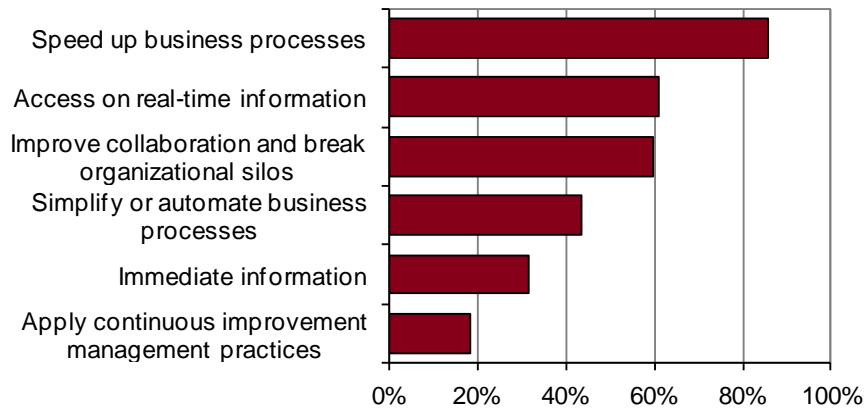 Speed up business processes
Access on real-time information
Improve collaboration and break
organizational silos
Simplify or automate business
processes
Immediate information
Apply continuous improvement
management practices
0% 20% 40% 60% 80% 100%